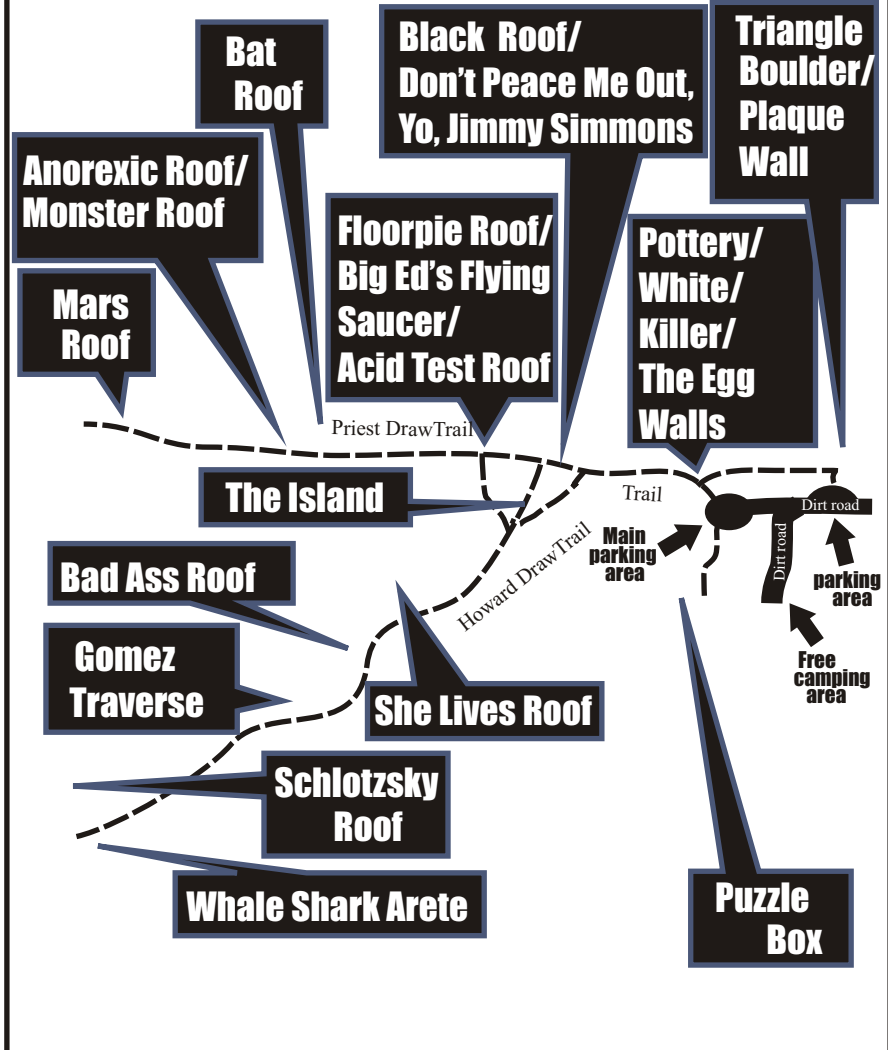 Bat
Roof
Black Roof/
Don't Peace Me Out,
Yo, Jimmy Simmons
Triangle
Boulder/
Plaque
Wall
Anorexic Roof/
Monster Roof
Floorpie Roof/
Big Ed's Flying
Saucer/
Acid Test Roof
Pottery/
White/
Killer/
The Egg
Walls
Mars
Roof
Priest DrawTrail
The Island
Trail
Dirt road
Main
parking
area
Dirt road
parking
area
Howard DrawTrail
Bad Ass Roof
Free
camping
area
Gomez
Traverse
She Lives Roof
Schlotzsky
Roof
Whale Shark Arete
Puzzle
Box